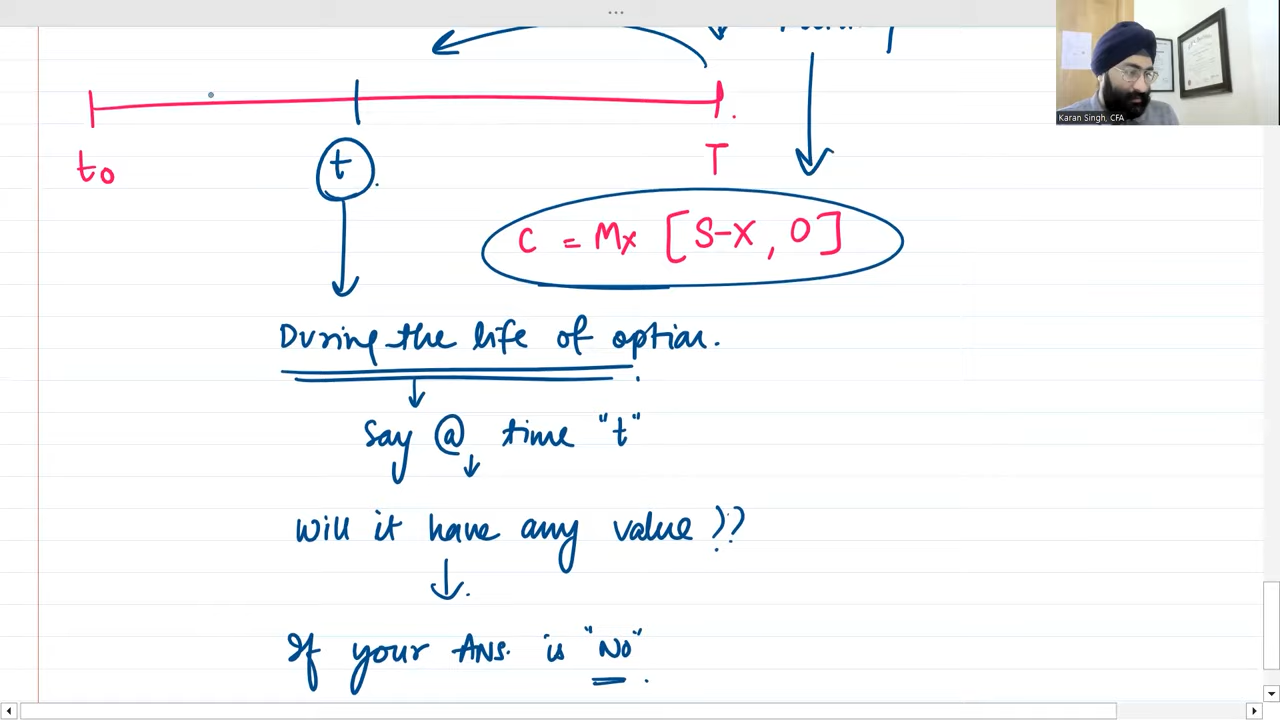 Karan Singh, CFA
to
t
T
C = Mx [S-X, 0]
During the life of option.
Say @ time "t"
Will it have any value ??
If your Ans. is "No".